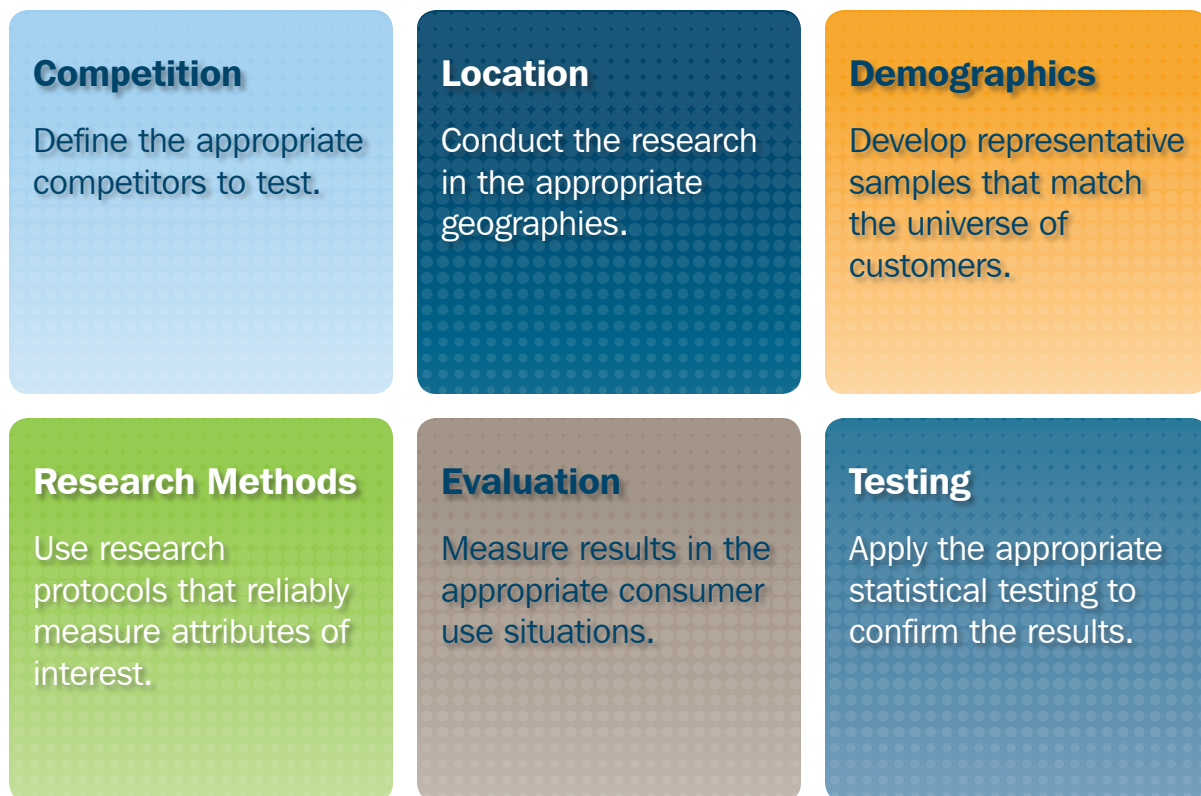 Competition
Define the appropriate
competitors to test.
Location
Conduct the research
in the appropriate
geographies.
Demographics
Develop representative
samples that match
the universe of
customers.
Research Methods
Use research
protocols that reliably
measure attributes of
interest.
Evaluation
Measure results in the
appropriate consumer
use situations.
Testing
Apply the appropriate
statistical testing to
confirm the results.